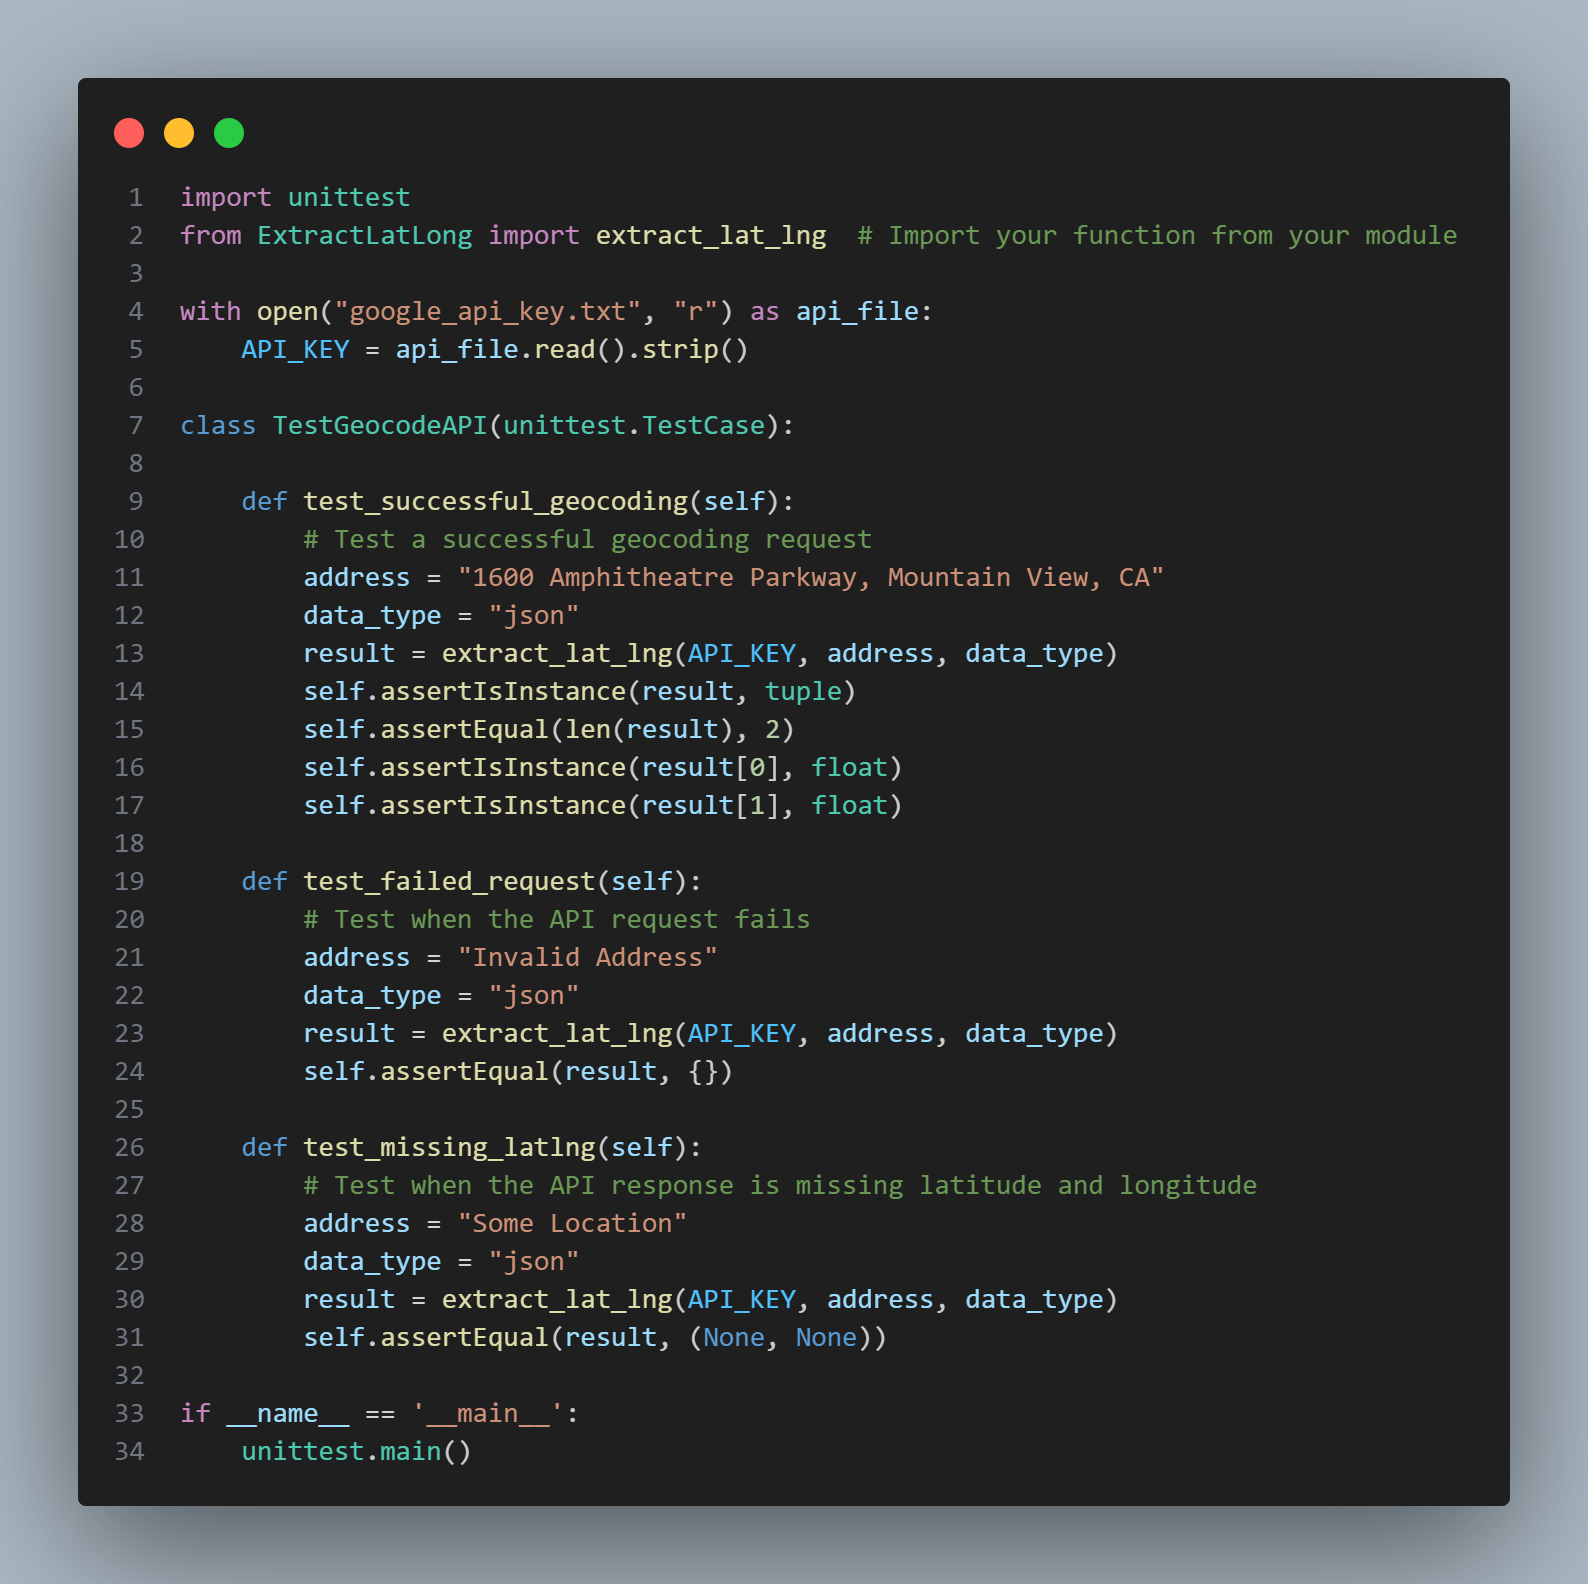 1 import unittest
2 from ExtractLatLong import extract_lat_lng  # Import your function from your module
3
4 with open("google_api_key.txt", "r") as api_file:
5     API_KEY = api_file.read().strip()
6
7 class TestGeocodeAPI(unittest.TestCase):
8
9     def test_successful_geocoding(self):
10         # Test a successful geocoding request
11         address = "1600 Amphitheatre Parkway, Mountain View, CA"
12         data_type = "json"
13         result = extract_lat_lng(API_KEY, address, data_type)
14         self.assertIsInstance(result, tuple)
15         self.assertEqual(len(result), 2)
16         self.assertIsInstance(result[0], float)
17         self.assertIsInstance(result[1], float)
18
19     def test_failed_request(self):
20         # Test when the API request fails
21         address = "Invalid Address"
22         data_type = "json"
23         result = extract_lat_lng(API_KEY, address, data_type)
24         self.assertEqual(result, {})
25
26     def test_missing_latlng(self):
27         # Test when the API response is missing latitude and longitude
28         address = "Some Location"
29         data_type = "json"
30         result = extract_lat_lng(API_KEY, address, data_type)
31         self.assertEqual(result, (None, None))
32
33 if __name__ == '__main__':
34     unittest.main()